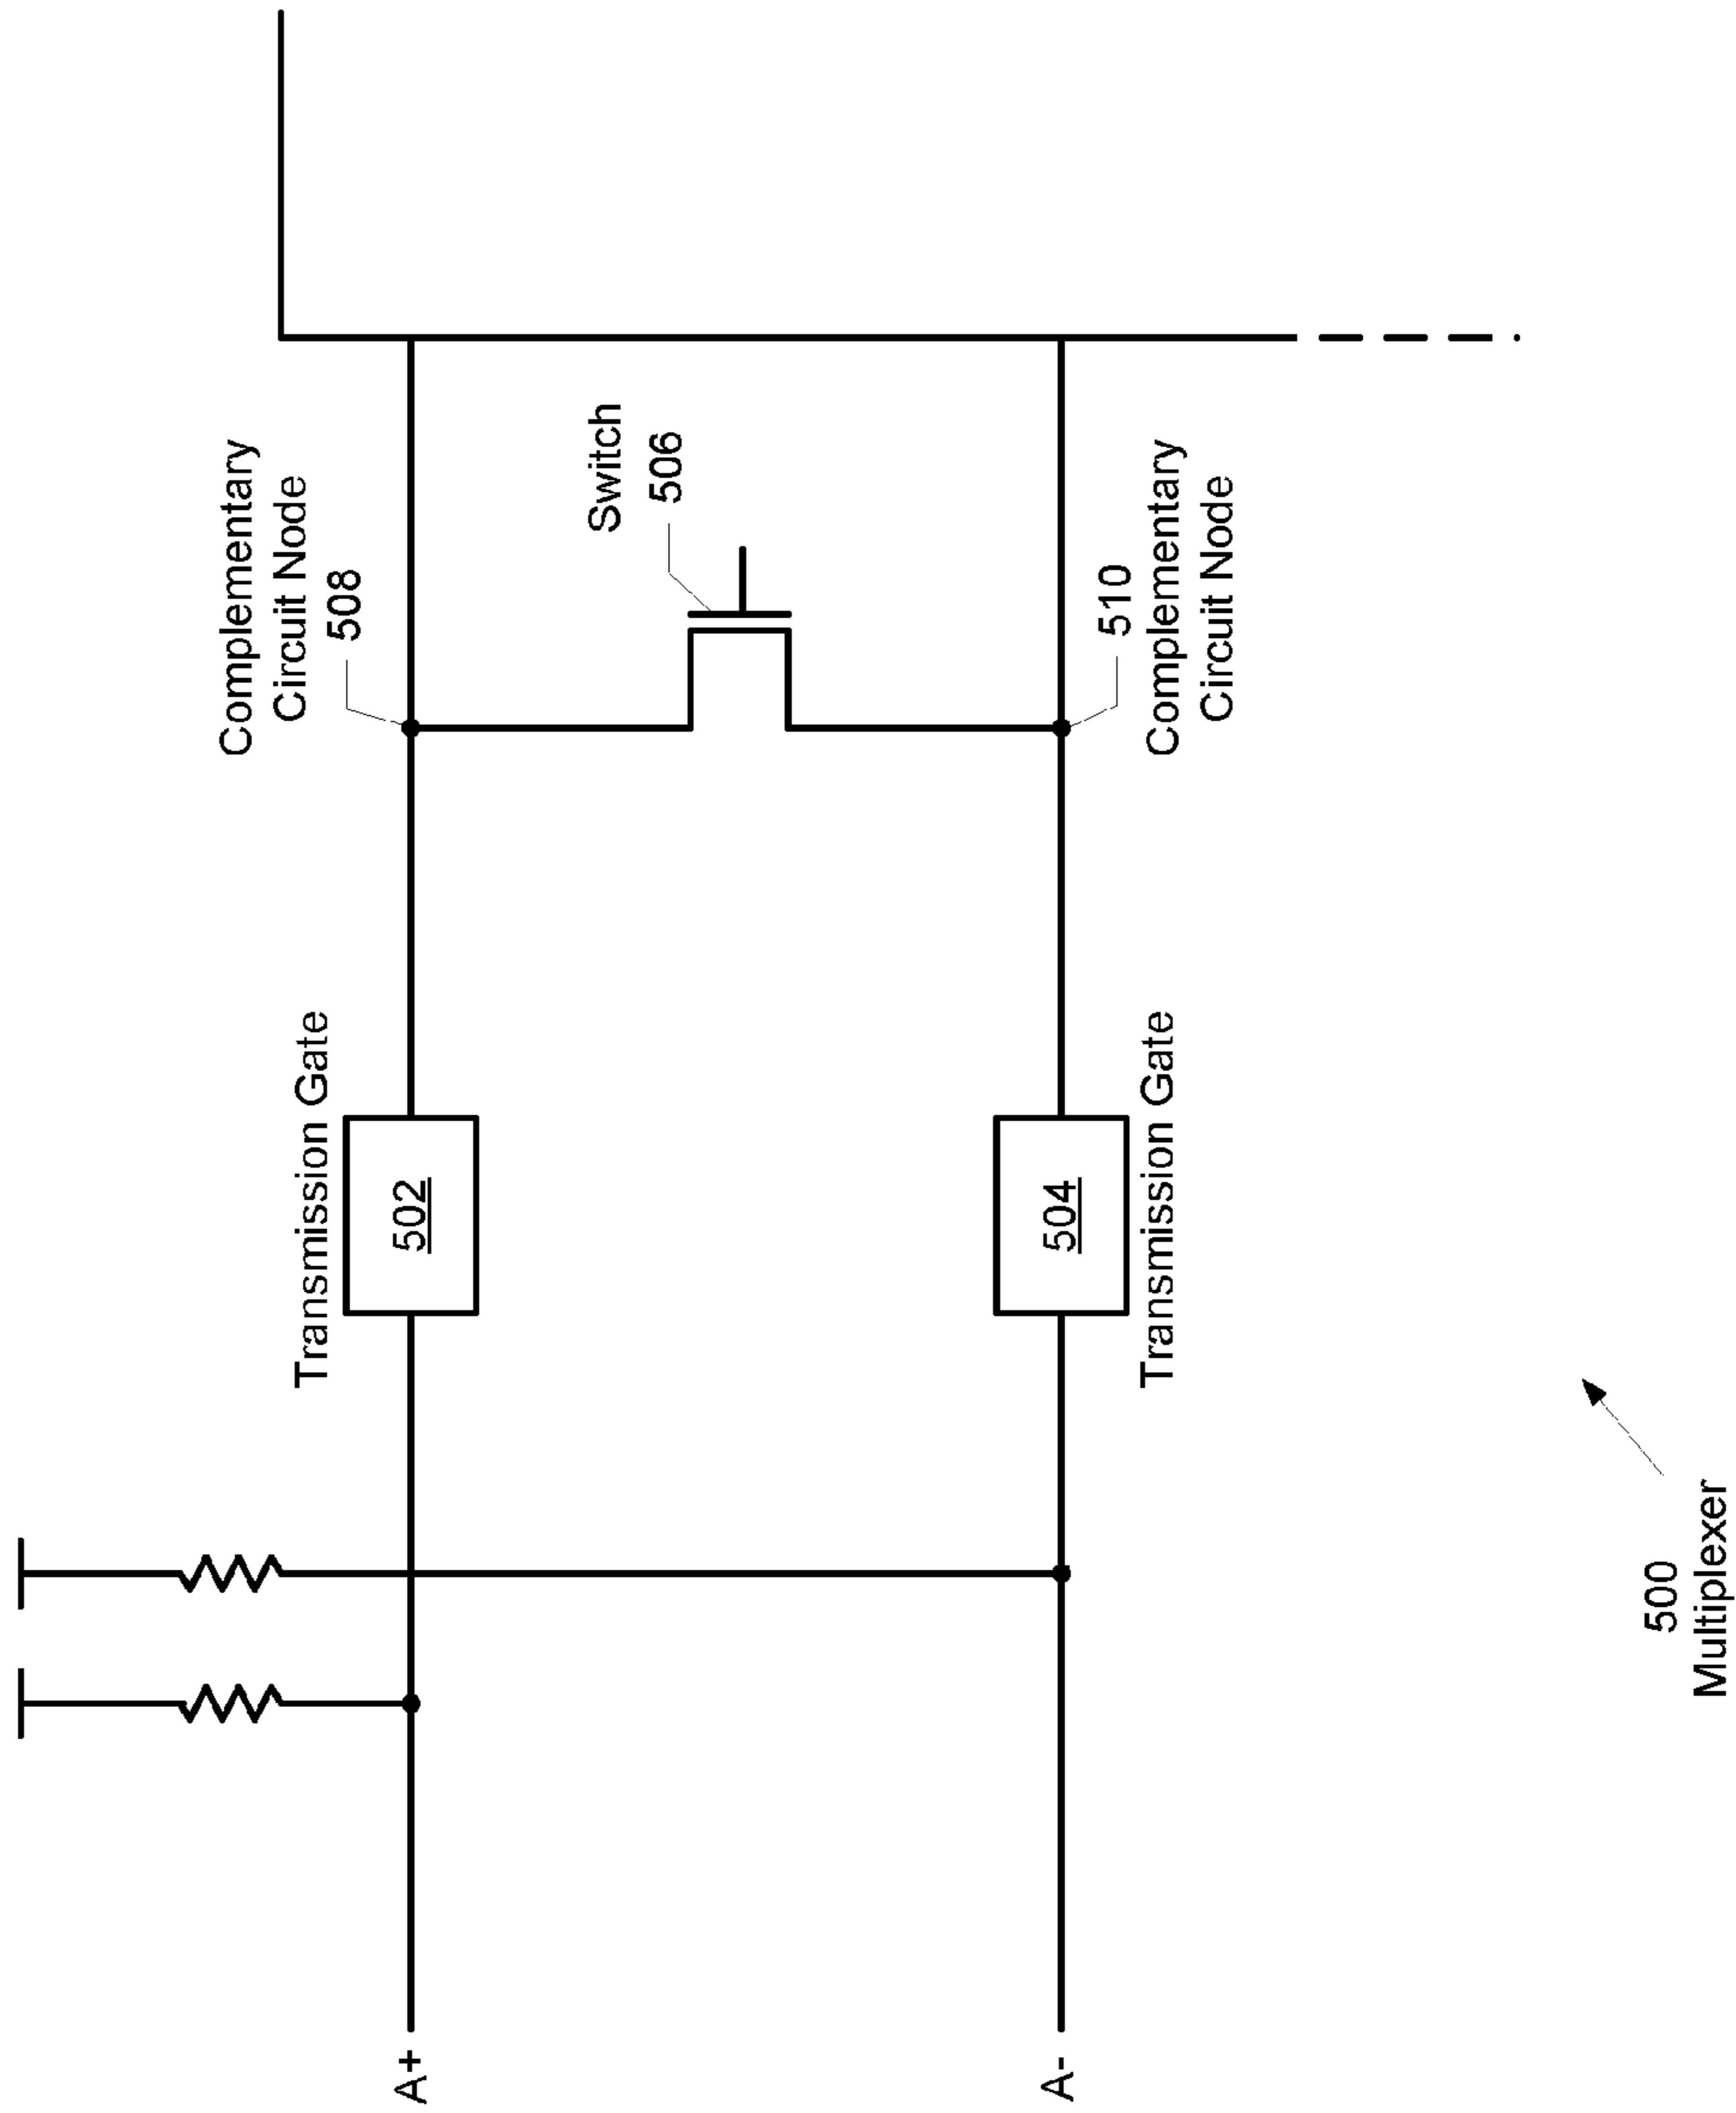 Complementary
Circuit Node
508
Switch
506
510
Complementary
Circuit Node
Transmission Gate
502
504
Transmission Gate
A+
A-
500
Multiplexer